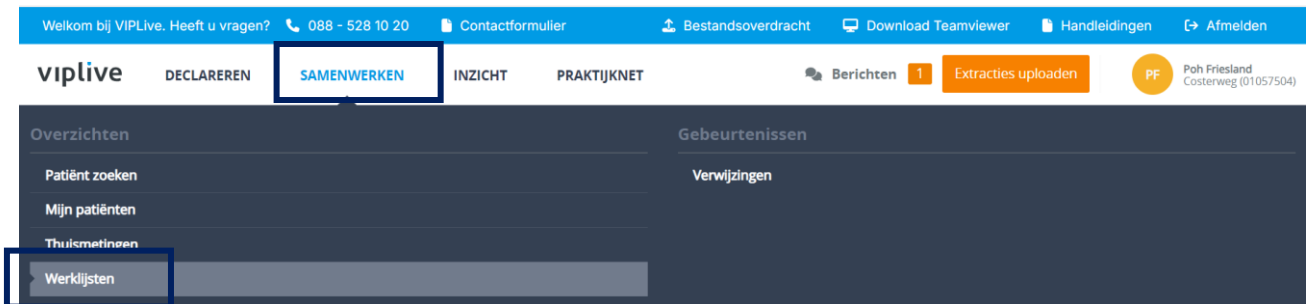 Welkom bij VIPLive. Heeft u vragen? 088 - 528 10 20 Contactformulier Bestandsoverdracht Download Teamviewer Handleidingen Afmelden
viplive DECLAREREN SAMENWERKEN INZICHT PRAKTIJKNET Berichten 1 Extracties uploaden PF Poh Friesland
Costerweg (01057504)
Overzichten Gebeurtenissen
Patiënt zoeken Verwijzingen
Mijn patiënten
Thuismetingen
Werklijsten